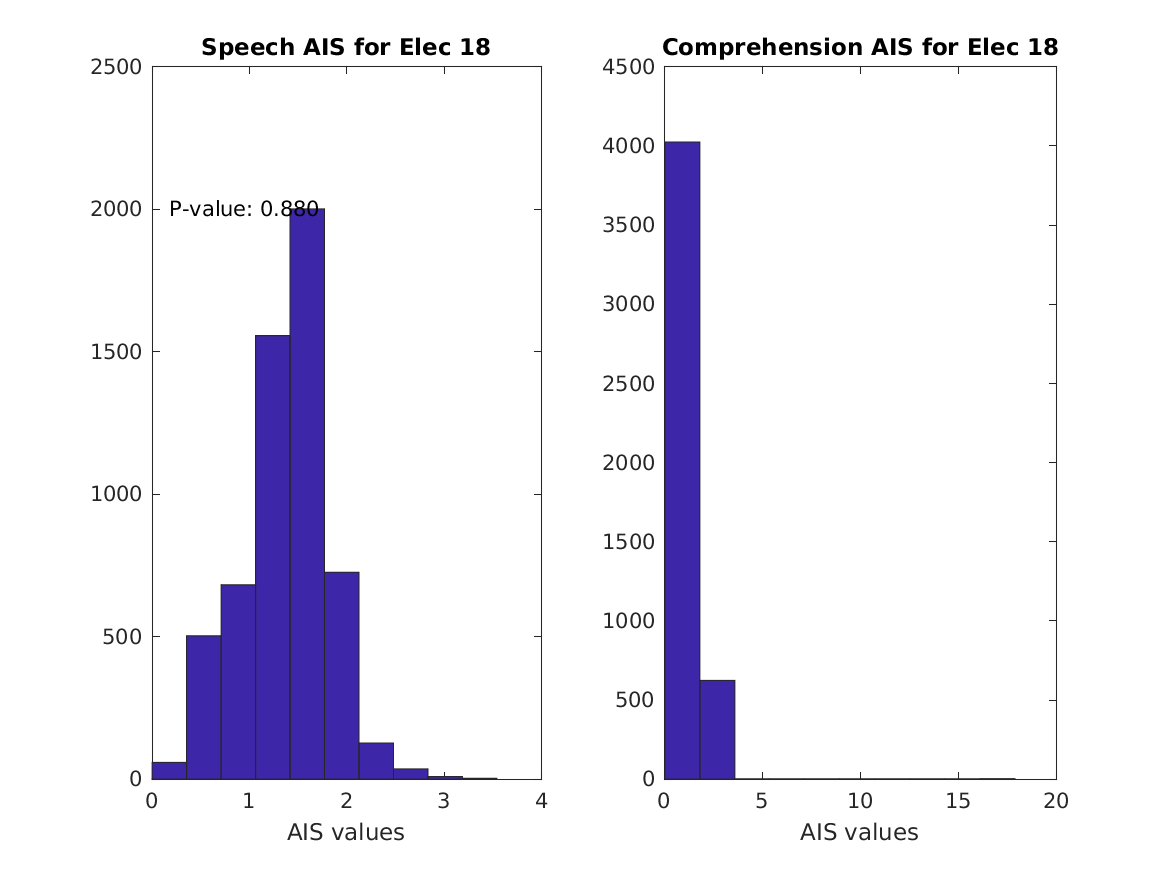 Speech AIS for Elec 18
2500
2000
1500
1000
500
0
P-value: 0.880
0 1 2 3 4
AIS values
Comprehension AIS for Elec 18
4500
4000
3500
3000
2500
2000
1500
1000
500
0
0 5 10 15 20
AIS values